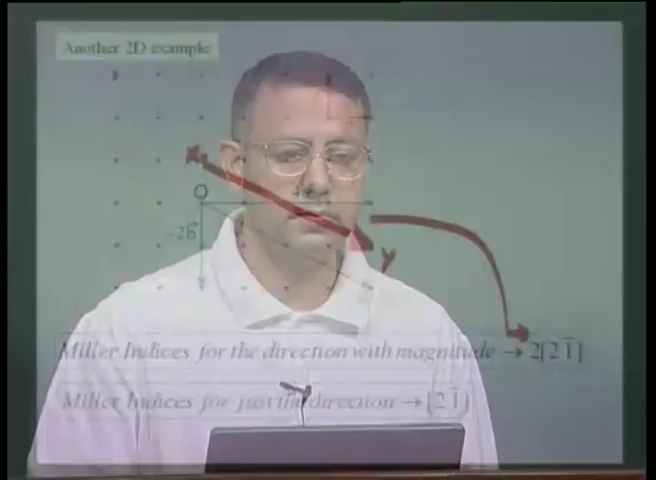 Another 2D example
x
O
4
-2b⃗
y
Miller Indices for the direction with magnitude → 2[2 1̅]
Miller Indices for just the direction → [2 1̅]